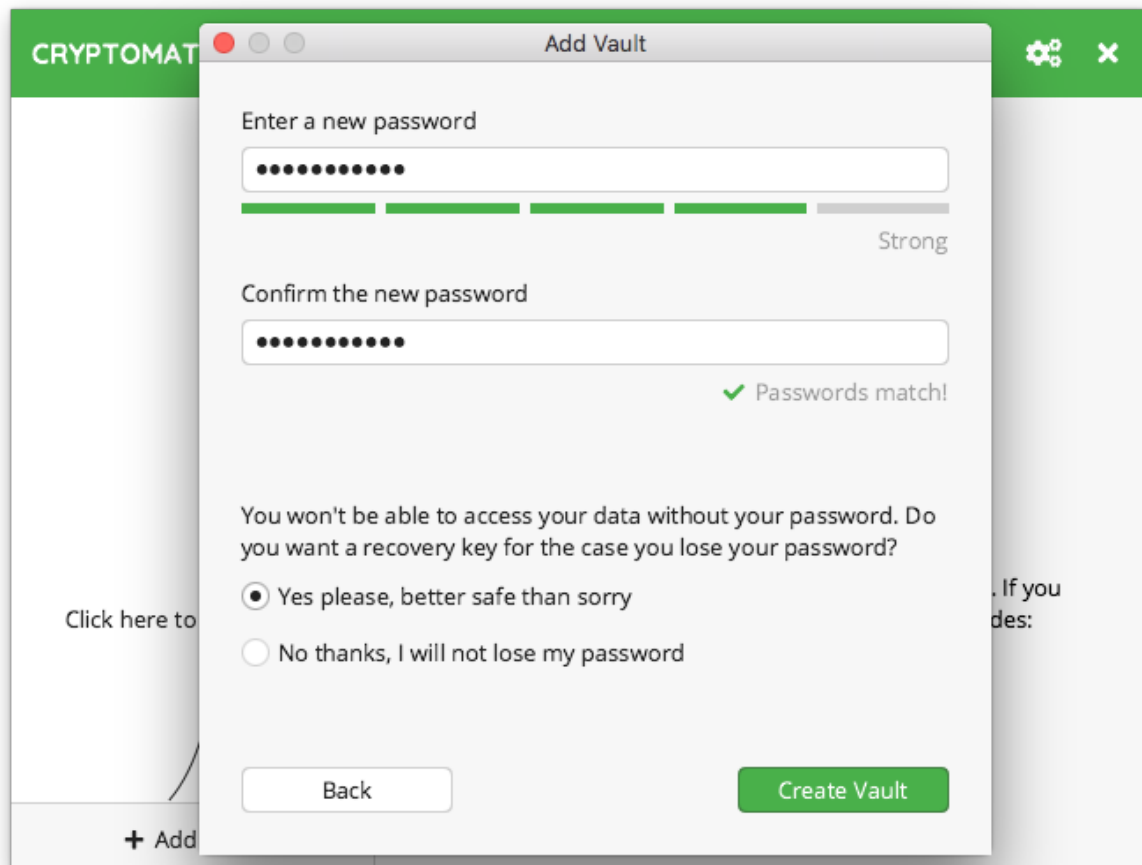 CRYPTOMAT
Add Vault
Enter a new password
•••••••••••
Strong
Confirm the new password
•••••••••••
Passwords match!
You won't be able to access your data without your password. Do
you want a recovery key for the case you lose your password?
Yes please, better safe than sorry
No thanks, I will not lose my password
. If you
Click here to
des:
Back
Create Vault
+ Add